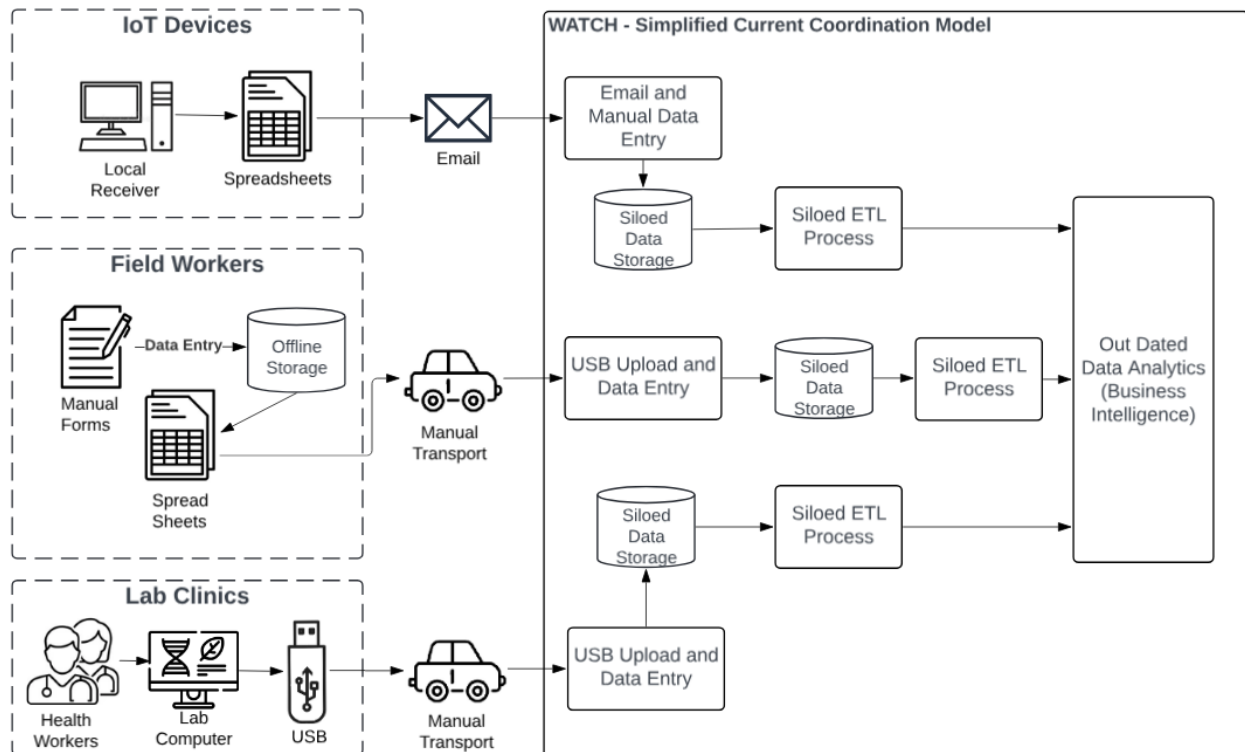 IoT Devices
Local
Receiver
Spreadsheets
Email
WATCH - Simplified Current Coordination Model
Email and
Manual Data
Entry
Siloed
Data
Storage
Siloed ETL
Process
Field Workers
Manual
Forms
Data Entry
Offline
Storage
Spread
Sheets
Manual
Transport
USB Upload and
Data Entry
Siloed
Data
Storage
Siloed ETL
Process
Out Dated
Data Analytics
(Business
Intelligence)
Siloed
Data
Storage
Siloed ETL
Process
Lab Clinics
Health
Workers
Lab
Computer
USB
Manual
Transport
USB Upload and
Data Entry